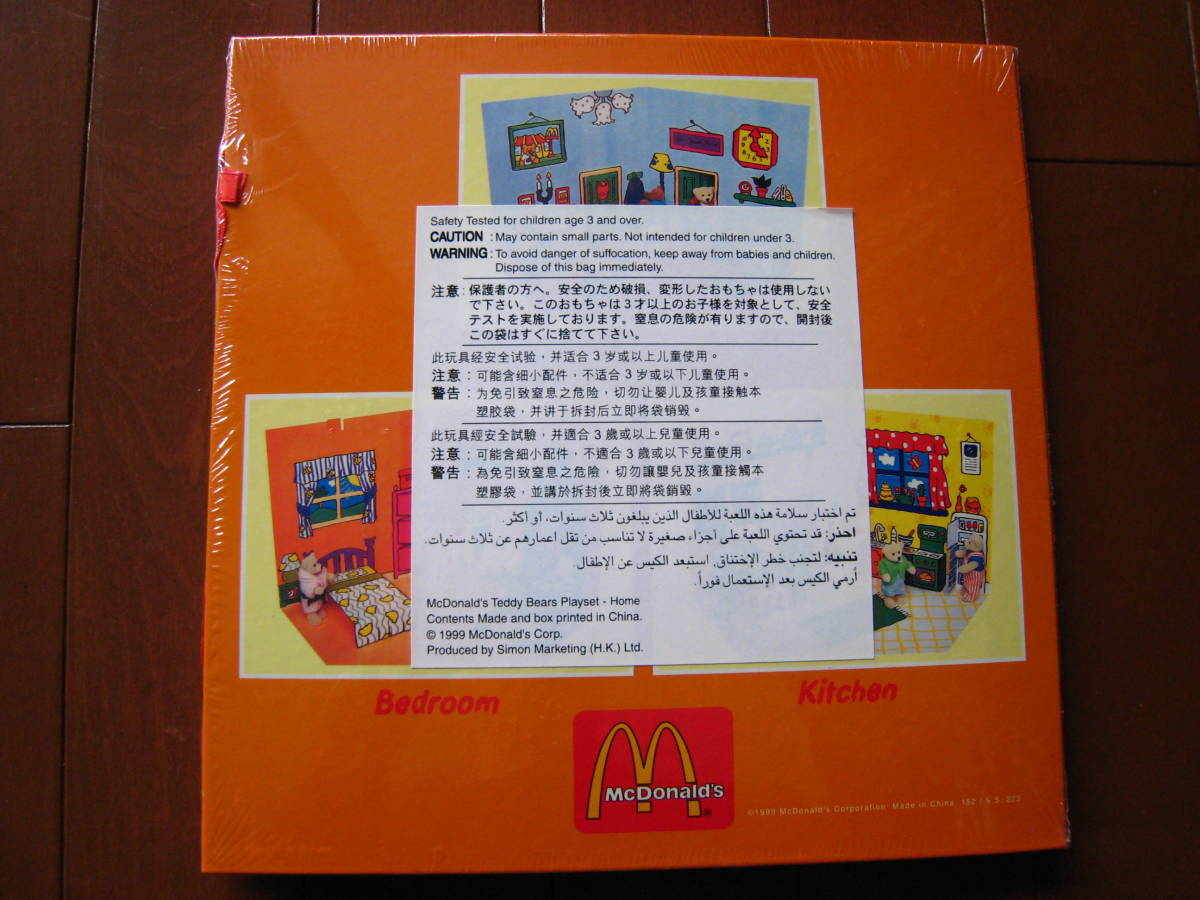 Safety Tested for children age 3 and over.
CAUTION : May contain small parts. Not intended for children under 3.
WARNING : To avoid danger of suffocation, keep away from babies and children.
Dispose of this bag immediately.
注意 : 保護者の方へ。安全のため破損、変形したおもちゃは使用しない
で下さい。このおもちゃは3才以上のお子様を対象として、安全
テストを実施しております。窒息の危険が有りますので、開封後
この袋はすぐに捨てて下さい。
此玩具经安全试验，并适合 3 岁或以上儿童使用。
注意 : 可能含細小配件，不适合 3 岁或以下儿童使用。
警告 : 为免引致窒息之危险，切勿让婴儿及孩童接触本
塑胶袋，并讲于拆封后立即将袋销毁。
此玩具經安全試驗，并適合 3 歲或以上兒童使用。
注意 : 可能含細小配件，不適合 3 歲或以下兒童使用。
警告 : 為免引致窒息之危險，切勿讓嬰兒及孩童接觸本
塑膠袋，並講於拆封後立即將袋銷毀。
تم اختبار سلامة هذه اللعبة للأطفال الذين يبلغون ثلاث سنوات، أو أكثر.
احذر: قد تحتوي اللعبة على أجزاء صغيرة لا تناسب من تقل اعمارهم عن ثلاث سنوات.
تنبيه: لتجنب خطر الإختناق, استبعد الكيس عن الإطفال.
أرمي الكيس بعد الإستعمال فوراً.
McDonald's Teddy Bears Playset - Home
Contents Made and box printed in China.
© 1999 McDonald's Corp.
Produced by Simon Marketing (H.K.) Ltd.
Bedroom
Kitchen
McDonald's ®
©1999 McDonald's Corporation Made in China 152 / S.S. 223